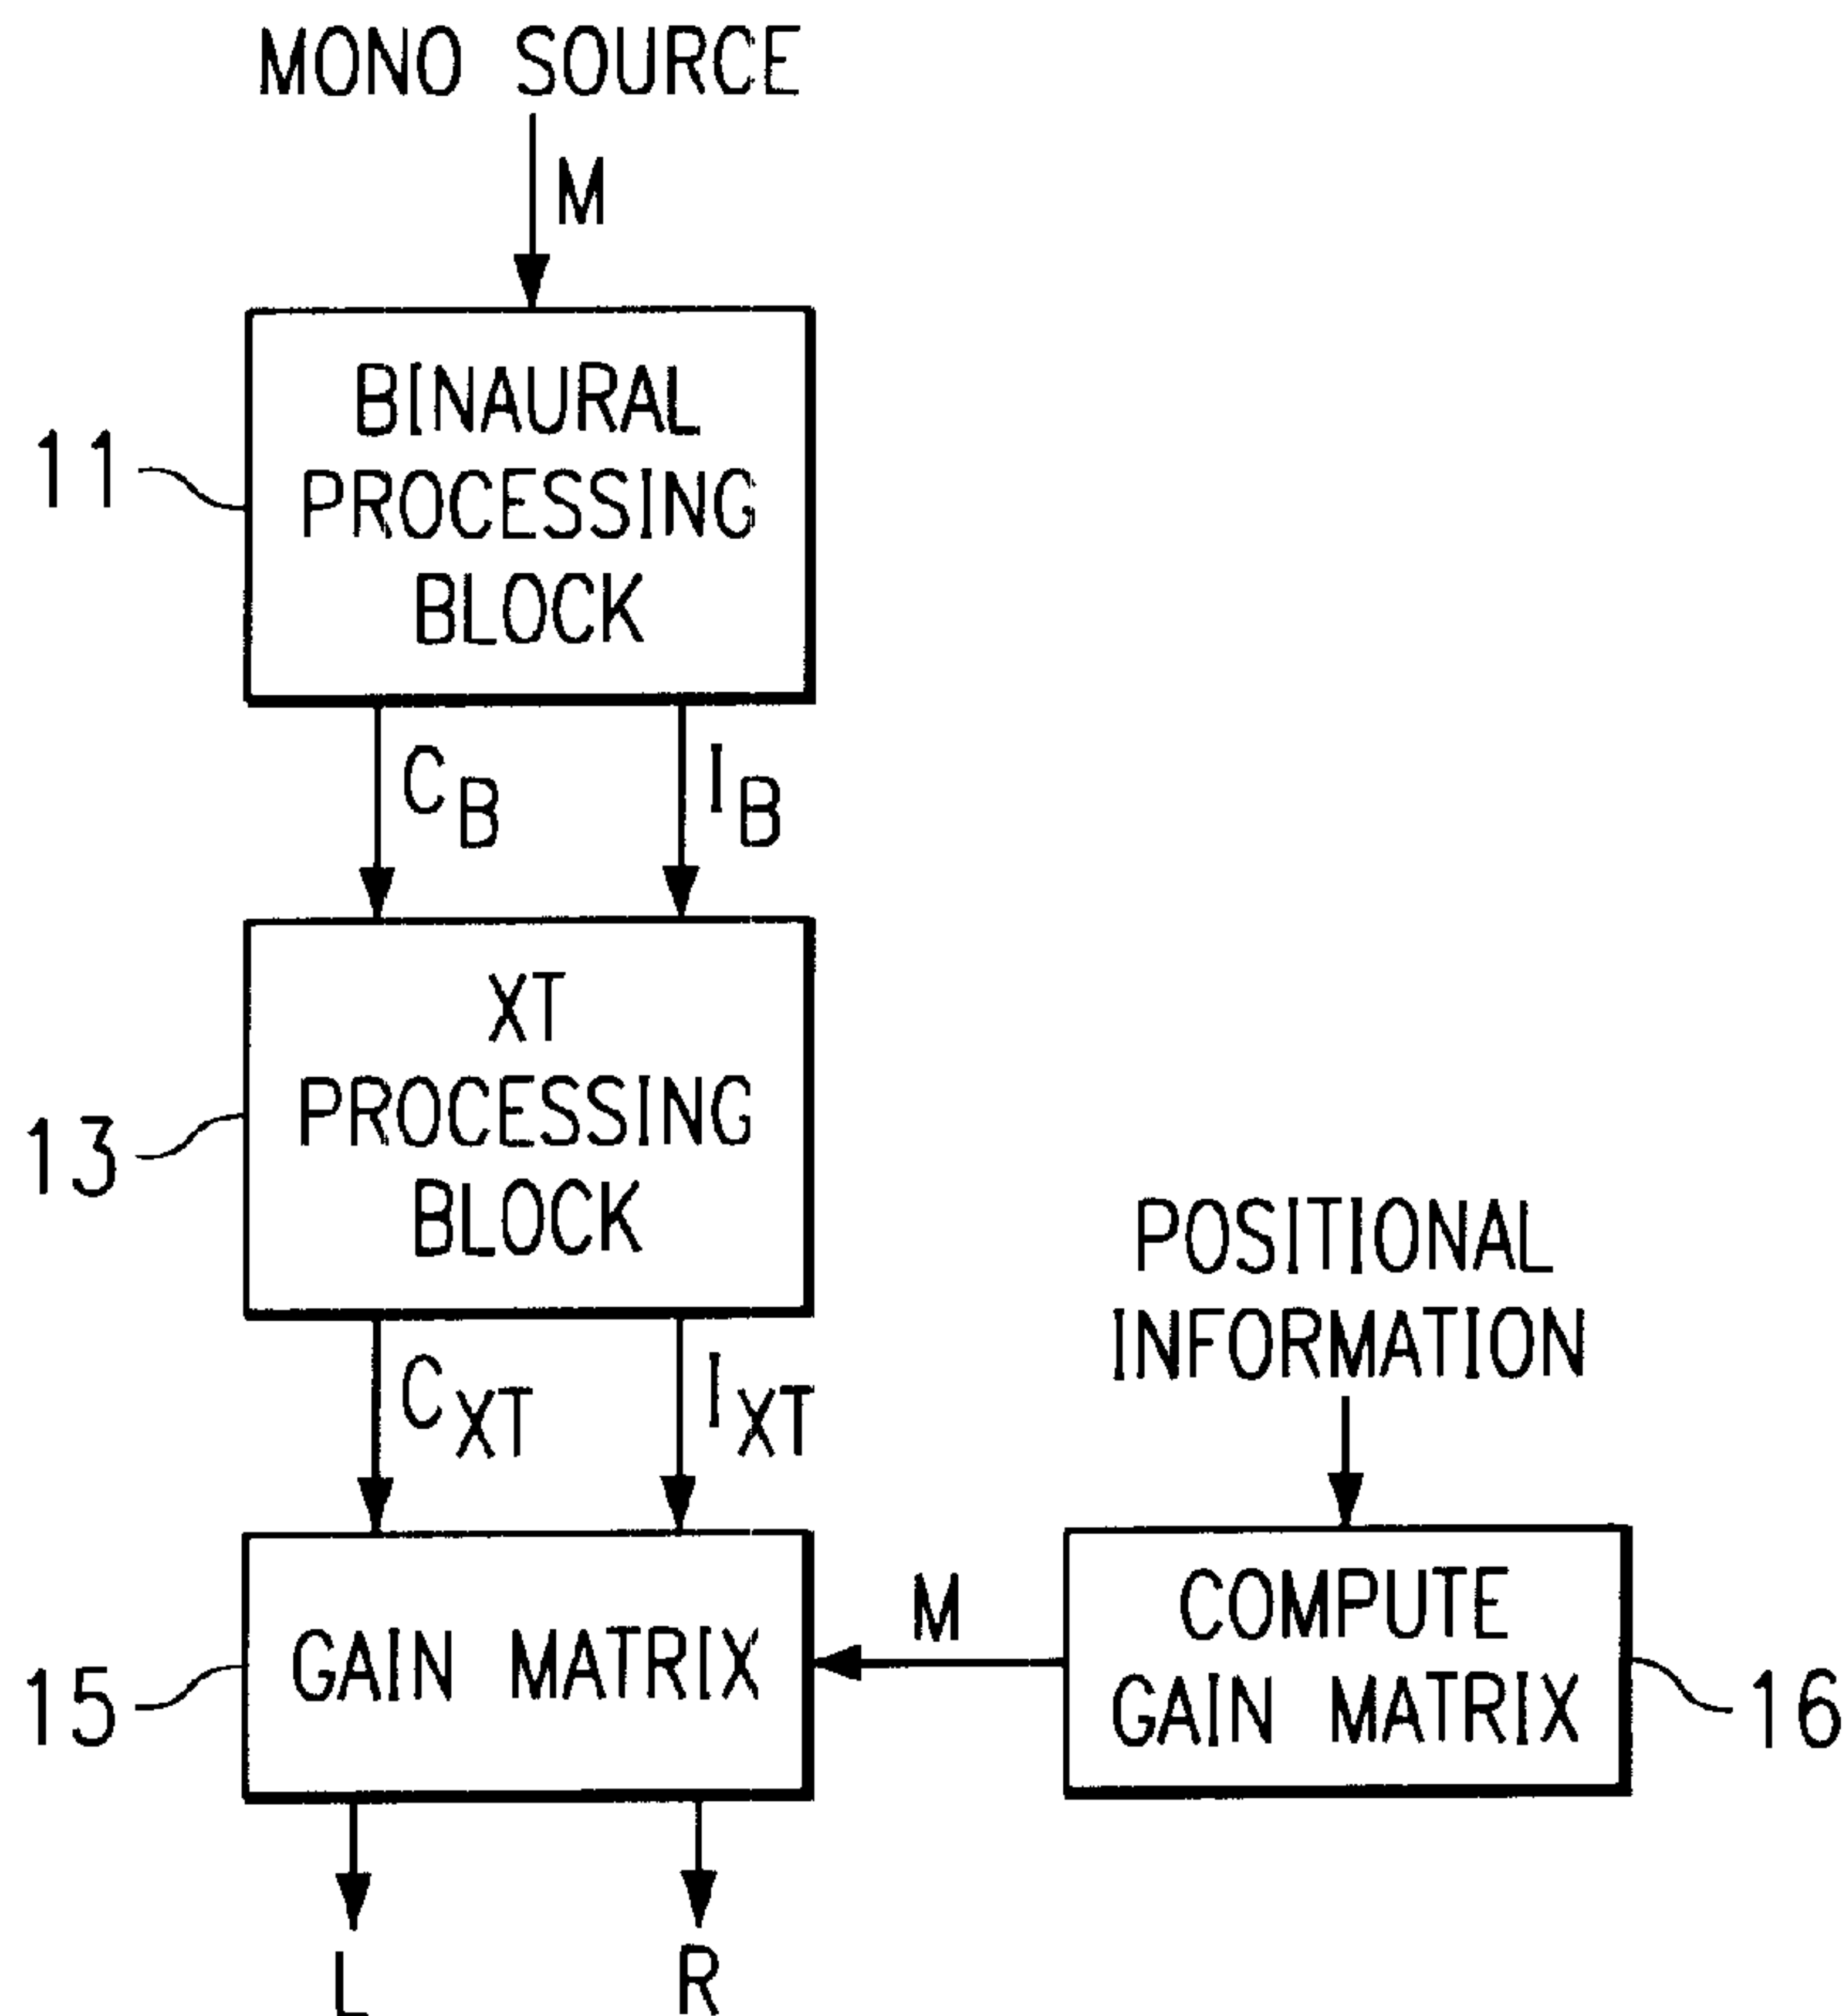 MONO SOURCE
M
11
BINAURAL
PROCESSING
BLOCK
C_B
I_B
13
XT
PROCESSING
BLOCK
C_XT
I_XT
POSITIONAL
INFORMATION
15
GAIN MATRIX
M
COMPUTE
GAIN MATRIX
16
L
R